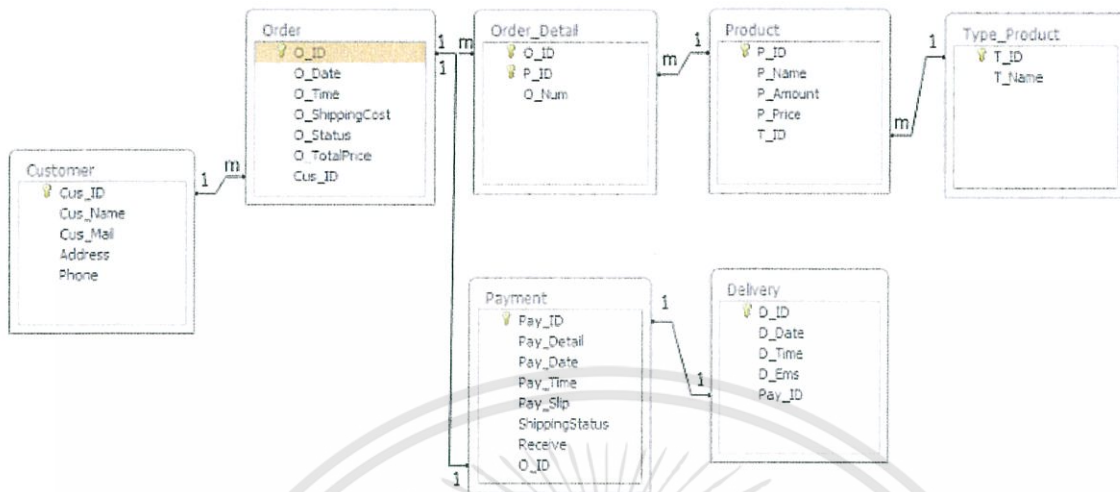 Order
O_ID
O_Date
O_Time
O_ShippingCost
O_Status
O_TotalPrice
Cus_ID
1
1
m
Order_Detail
O_ID
P_ID
O_Num
m
1
Product
P_ID
P_Name
P_Amount
P_Price
T_ID
m
1
Type_Product
T_ID
T_Name
Customer
Cus_ID
Cus_Name
Cus_Mail
Address
Phone
1
m
Payment
Pay_ID
Pay_Detail
Pay_Date
Pay_Time
Pay_Slip
ShippingStatus
Receive
O_ID
1
1
1
Delivery
D_ID
D_Date
D_Time
D_Ems
Pay_ID